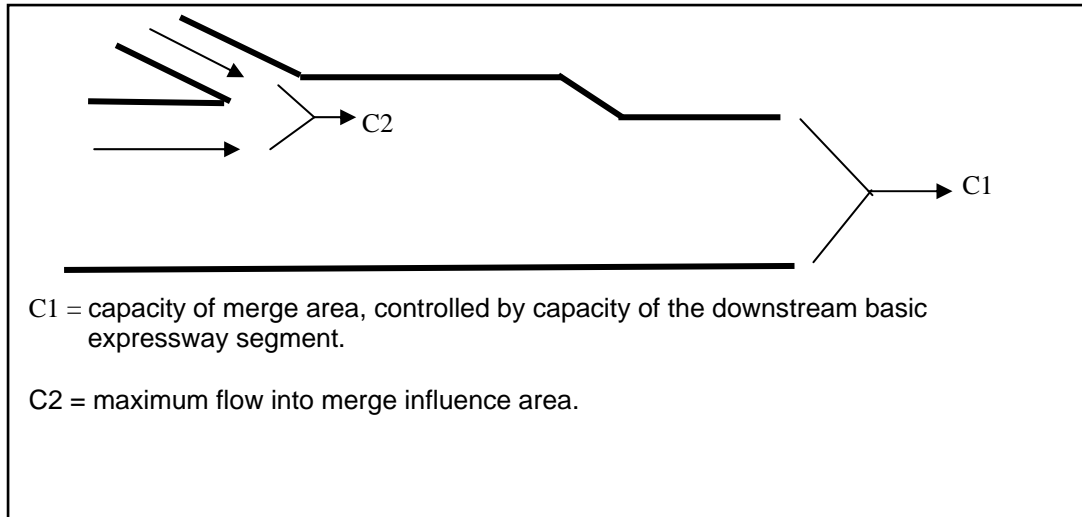 C2
C1
C1 = capacity of merge area, controlled by capacity of the downstream basic
expressway segment.
C2 = maximum flow into merge influence area.